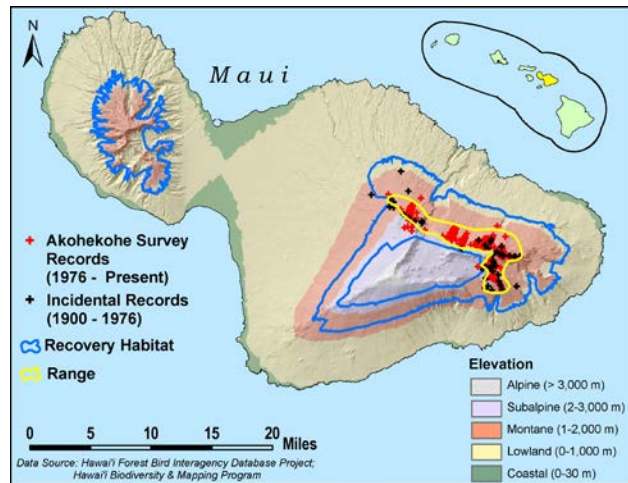 N
Maui
Akohekohe Survey
Records
(1976 - Present)
Incidental Records
(1900 - 1976)
Recovery Habitat
Range
0 5 10 15 20
Miles
Data Source: Hawai'i Forest Bird Interagency Database Project;
Hawai'i Biodiversity & Mapping Program
Elevation
Alpine (> 3,000 m)
Subalpine (2-3,000 m)
Montane (1-2,000 m)
Lowland (0-1,000 m)
Coastal (0-30 m)